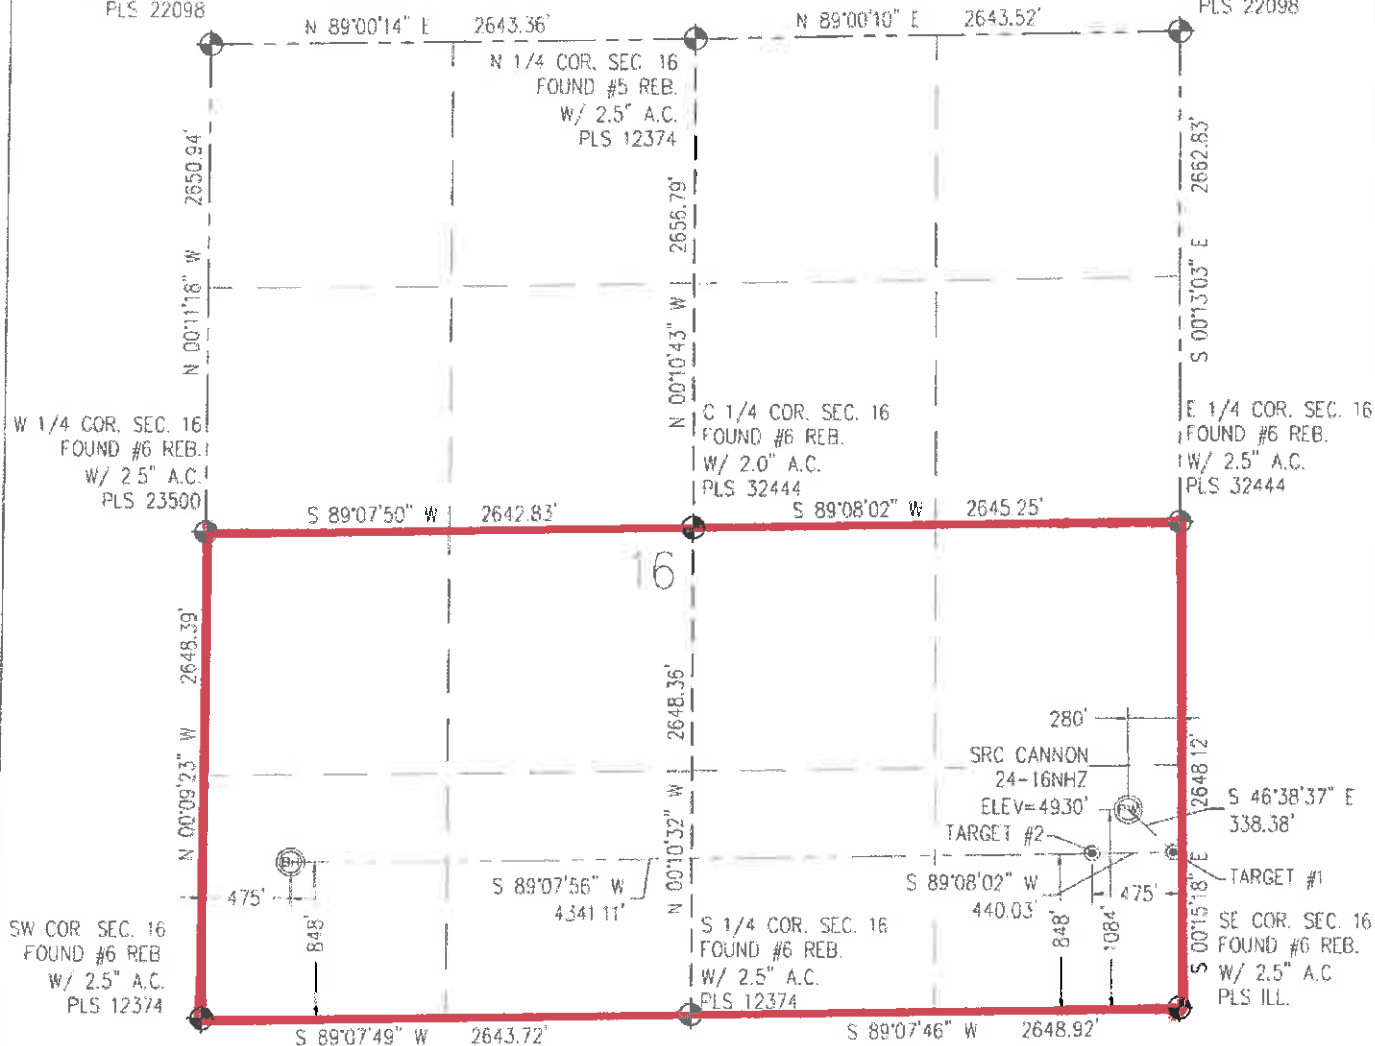 PLS 22098
PLS 22098
N 89°00'14" E 2643.36'
N 89°00'10" E 2643.52'
N 1/4 COR. SEC. 16
FOUND #5 REB.
W/ 2.5" A.C.
PLS 12374
N 00°11'18" W 2650.94'
N 00°10'43" W 2656.79'
S 00°13'03" E 2662.83'
W 1/4 COR. SEC. 16
FOUND #6 REB.
W/ 2.5" A.C.
PLS 23500
C 1/4 COR. SEC. 16
FOUND #6 REB.
W/ 2.0" A.C.
PLS 32444
E 1/4 COR. SEC. 16
FOUND #6 REB.
W/ 2.5" A.C.
PLS 32444
S 89°07'50" W 2642.83'
S 89°08'02" W 2645.25'
16
N 00°09'23" W 2648.39'
N 00°10'32" W 2648.36'
S 00°15'18" E 2648.12'
280'
SRC CANNON
24-16NHZ
ELEV=4930'
TARGET #2
S 46°38'37" E
338.38'
TARGET #1
BH
475'
848'
S 89°07'56" W
4341.11'
S 89°08'02" W
440.03'
475'
848'
1084'
SW COR SEC. 16
FOUND #6 REB
W/ 2.5" A.C.
PLS 12374
S 1/4 COR. SEC. 16
FOUND #6 REB.
W/ 2.5" A.C.
PLS 12374
SE COR. SEC. 16
FOUND #6 REB.
W/ 2.5" A.C
PLS ILL.
S 89°07'49" W 2643.72'
S 89°07'46" W 2648.92'